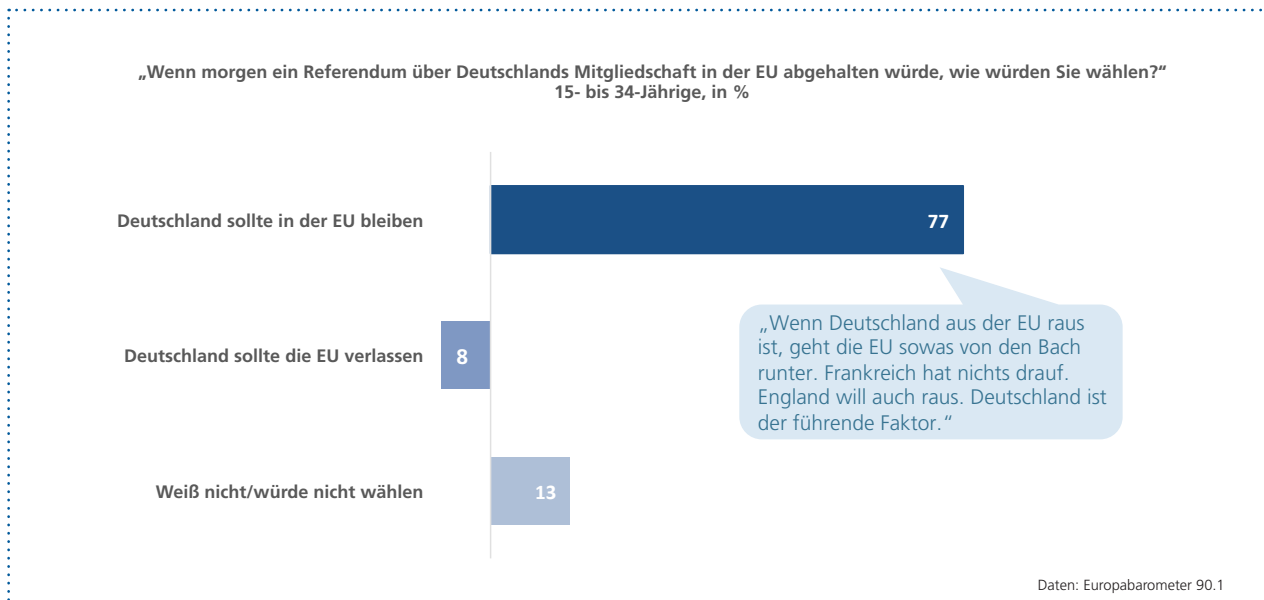 „Wenn morgen ein Referendum über Deutschlands Mitgliedschaft in der EU abgehalten würde, wie würden Sie wählen?“
15- bis 34-Jährige, in %
Deutschland sollte in der EU bleiben
77
„Wenn Deutschland aus der EU raus
ist, geht die EU sowas von den Bach
runter. Frankreich hat nichts drauf.
England will auch raus. Deutschland ist
der führende Faktor.“
Deutschland sollte die EU verlassen
8
Weiß nicht/würde nicht wählen
13
Daten: Europabarometer 90.1